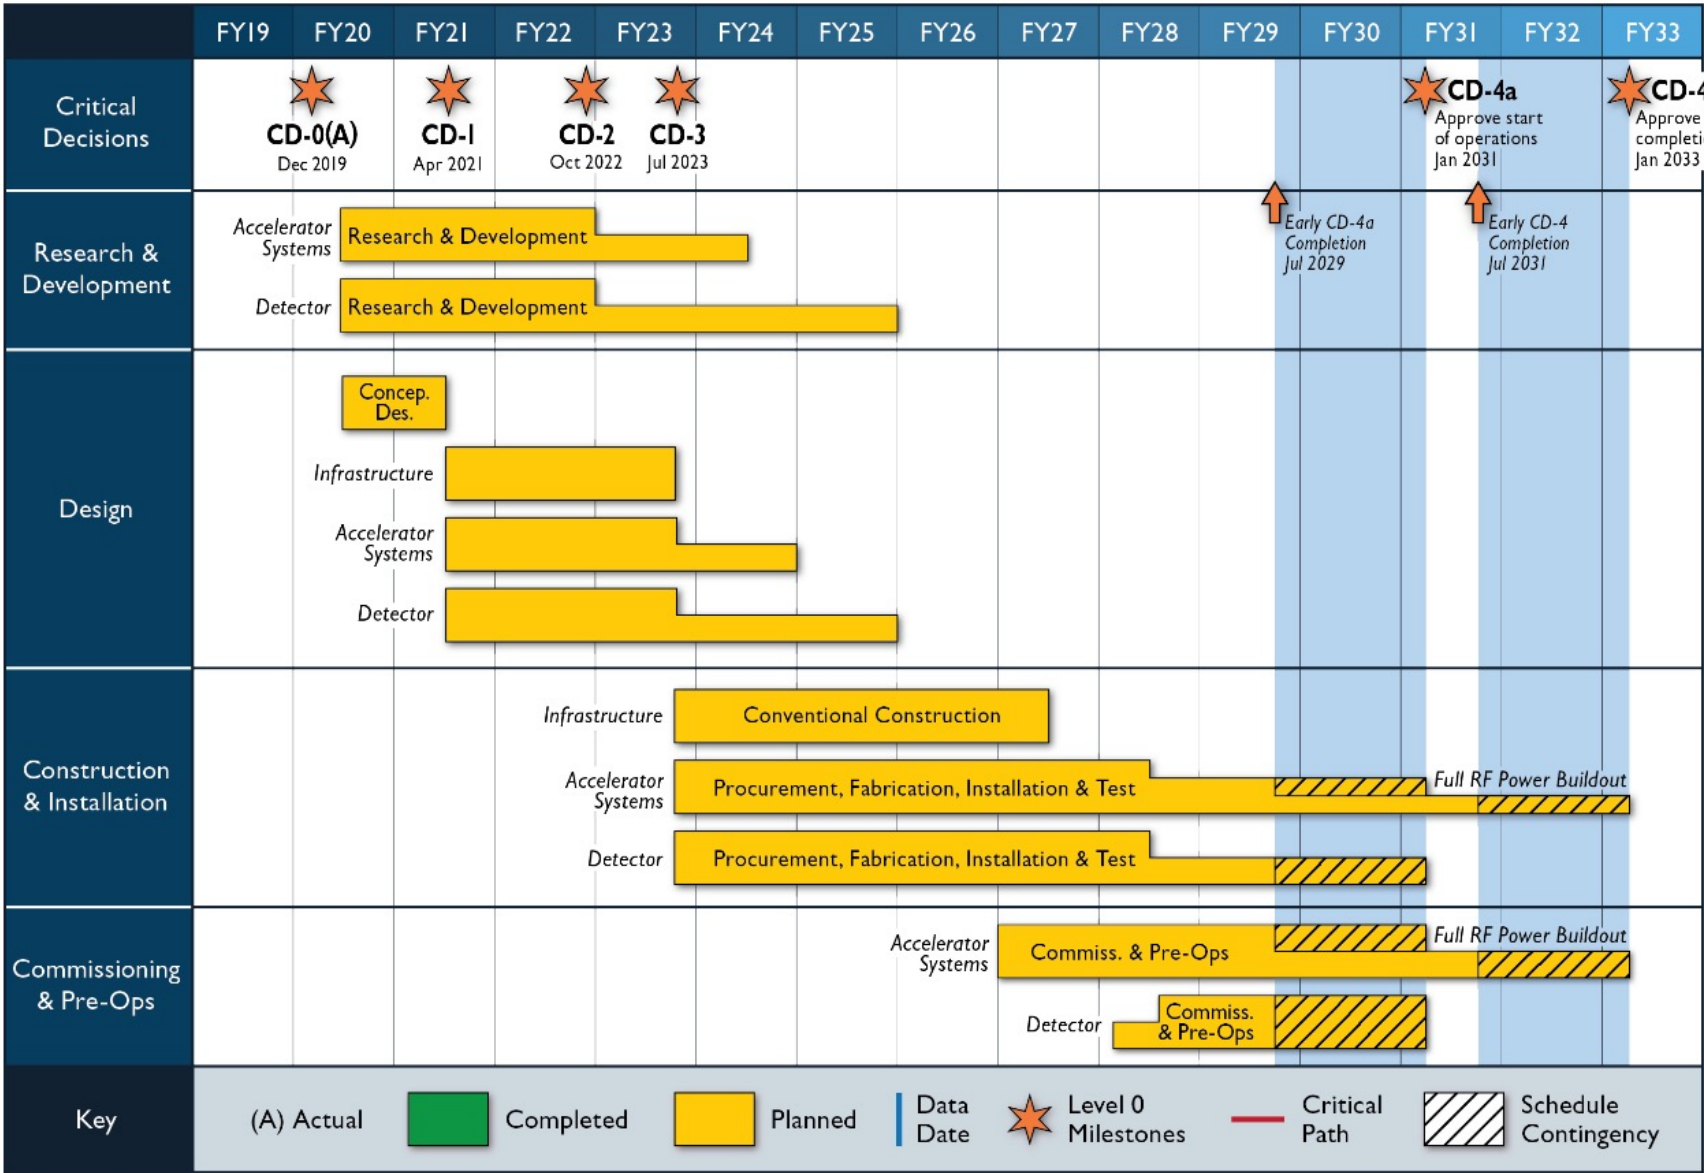 FY19 FY20 FY21 FY22 FY23 FY24 FY25 FY26 FY27 FY28 FY29 FY30 FY31 FY32 FY33
Critical
Decisions
CD-0(A)
Dec 2019
CD-1
Apr 2021
CD-2
Oct 2022
CD-3
Jul 2023
CD-4a
Approve start
of operations
Jan 2031
CD-4
Approve
completi
Jan 2033
Early CD-4a
Completion
Jul 2029
Early CD-4
Completion
Jul 2031
Research &
Development
Accelerator
Systems
Research & Development
Detector
Research & Development
Design
Concep.
Des.
Infrastructure
Accelerator
Systems
Detector
Construction
& Installation
Infrastructure
Conventional Construction
Accelerator
Systems
Procurement, Fabrication, Installation & Test
Full RF Power Buildout
Detector
Procurement, Fabrication, Installation & Test
Commissioning
& Pre-Ops
Accelerator
Systems
Commiss. & Pre-Ops
Full RF Power Buildout
Detector
Commiss.
& Pre-Ops
Key
(A) Actual
Completed
Planned
Data
Date
Level 0
Milestones
Critical
Path
Schedule
Contingency